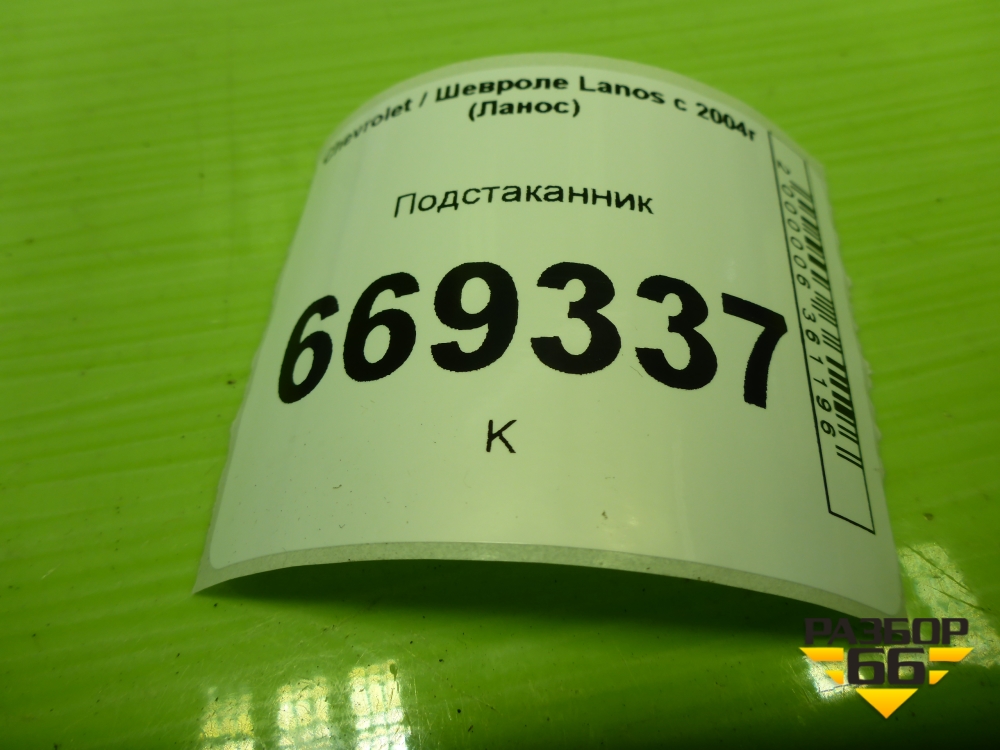 Chevrolet / Шевроле Lanos с 2004г
(Ланос)
Подстаканник
669337
К
2000006361196
РАЗБОР
66